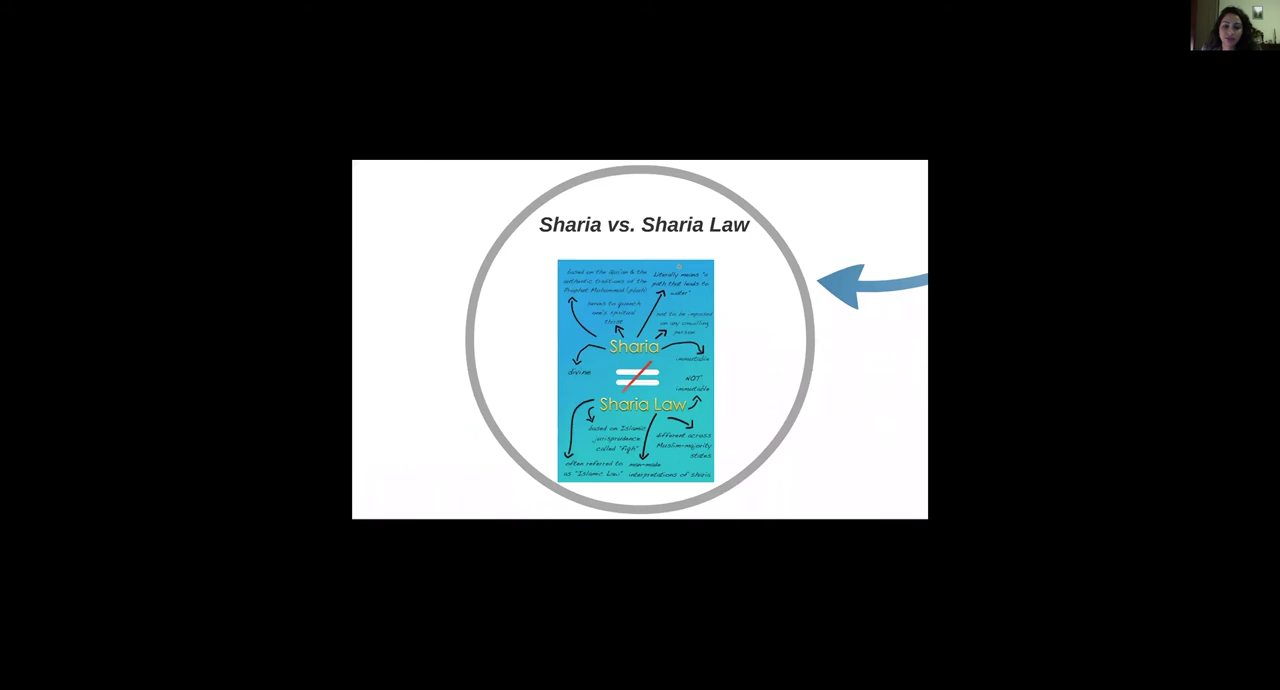 Sharia vs. Sharia Law
based on the Qur'an & the
authentic traditions of the
Prophet Muhammad (pbuh)
Literally means "a
path that leads to
water"
serves to quench
one's spiritual
thirst
not to be imposed
on any unwilling
person
Sharia
immutable
divine
NOT
immutable
Sharia Law
based on Islamic
jurisprudence
called "fiqh"
different across
Muslim-majority
states
often referred to
as "Islamic Law"
man-made
interpretations of sharia